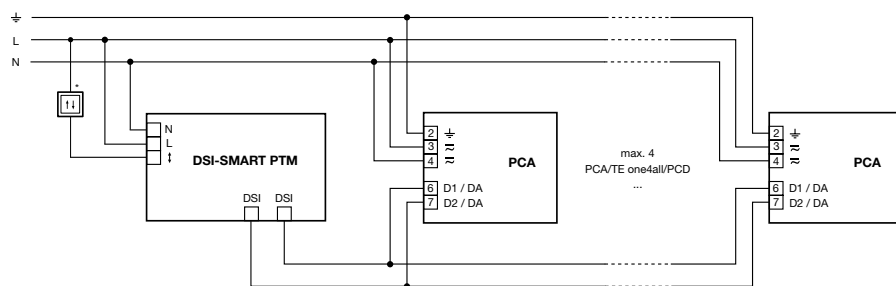 L
N
*
N
L
DSI-SMART PTM
DSI DSI
2
3
4
PCA
6 D1 / DA
7 D2 / DA
max. 4
PCA/TE one4all/PCD
...
2
3
4
PCA
6 D1 / DA
7 D2 / DA